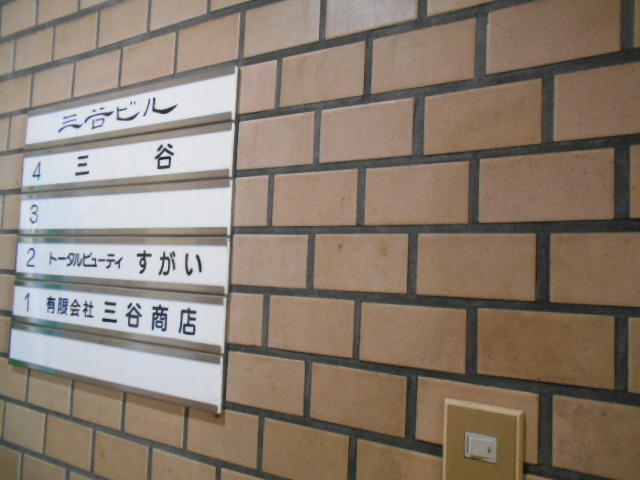 三谷ビル
4 三谷
3
2 トータルビューティ すがい
1 有限会社 三谷商店